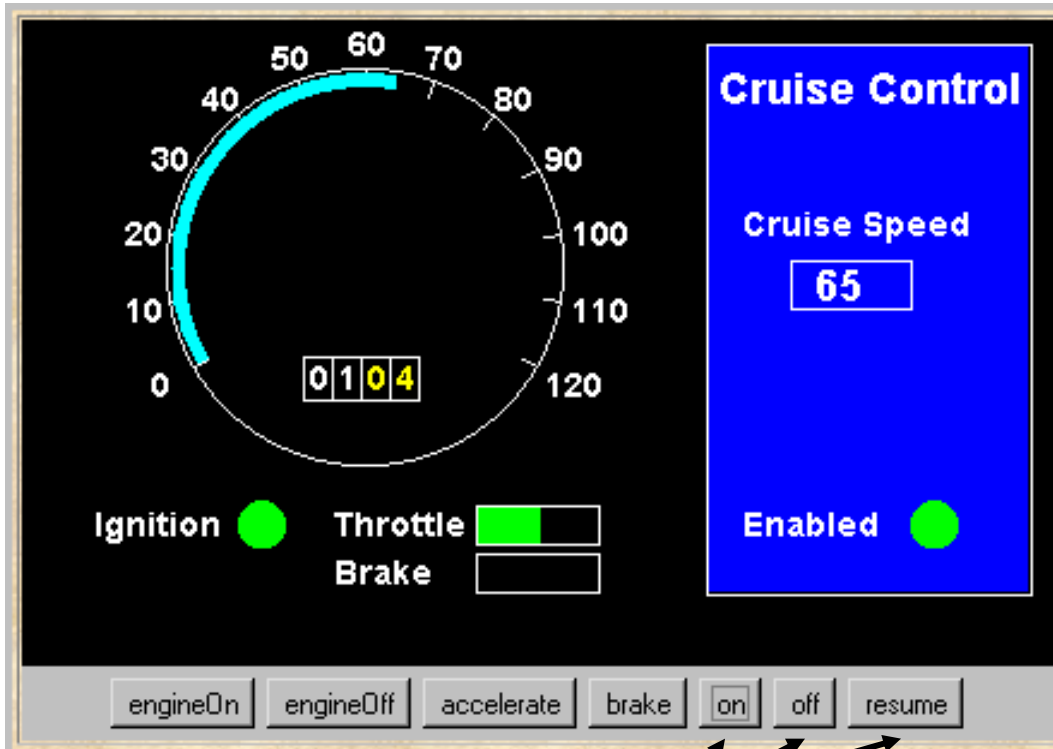 60
50 70
40 80
30 90
20 100
10 110
0 120
0104
Ignition Throttle
Brake
Cruise Control
Cruise Speed
65
Enabled
engineOn engineOff accelerate brake on off resume